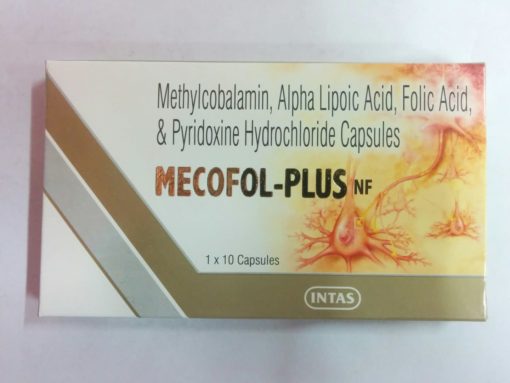 Methylcobalamin, Alpha Lipoic Acid, Folic Acid,
& Pyridoxine Hydrochloride Capsules
MECOFOL-PLUS NF
1 x 10 Capsules
INTAS